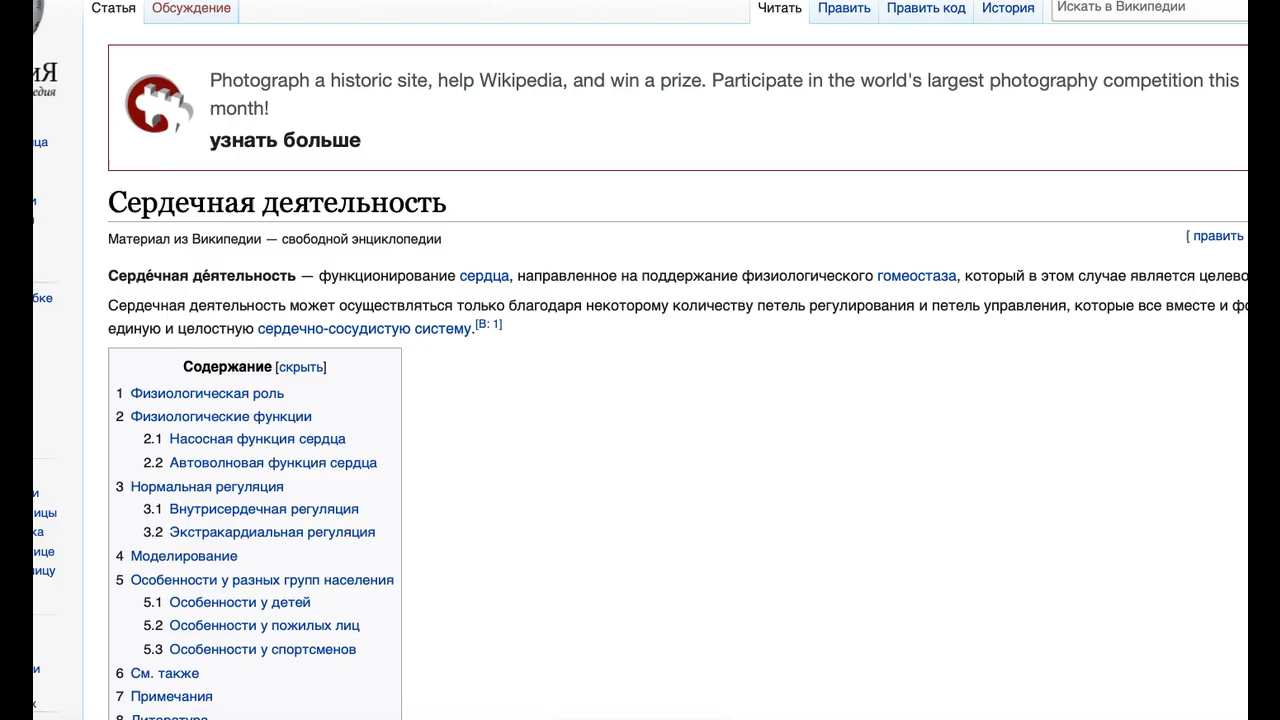 Статья Обсуждение Читать Править Править код История Искать в Википедии
Photograph a historic site, help Wikipedia, and win a prize. Participate in the world's largest photography competition this
month!
узнать больше
Сердечная деятельность
Материал из Википедии — свободной энциклопедии [ править
Серде́чная де́ятельность — функционирование сердца, направленное на поддержание физиологического гомеостаза, который в этом случае является
Сердечная деятельность может осуществляться только благодаря некоторому количеству петель регулирования и петель управления, которые все вместе и
единую и целостную сердечно-сосудистую систему.[В: 1]
Содержание [скрыть]
1 Физиологическая роль
2 Физиологические функции
2.1 Насосная функция сердца
2.2 Автоволновая функция сердца
3 Нормальная регуляция
3.1 Внутрисердечная регуляция
3.2 Экстракардиальная регуляция
4 Моделирование
5 Особенности у разных групп населения
5.1 Особенности у детей
5.2 Особенности у пожилых лиц
5.3 Особенности у спортсменов
6 См. также
7 Примечания
8 Литература